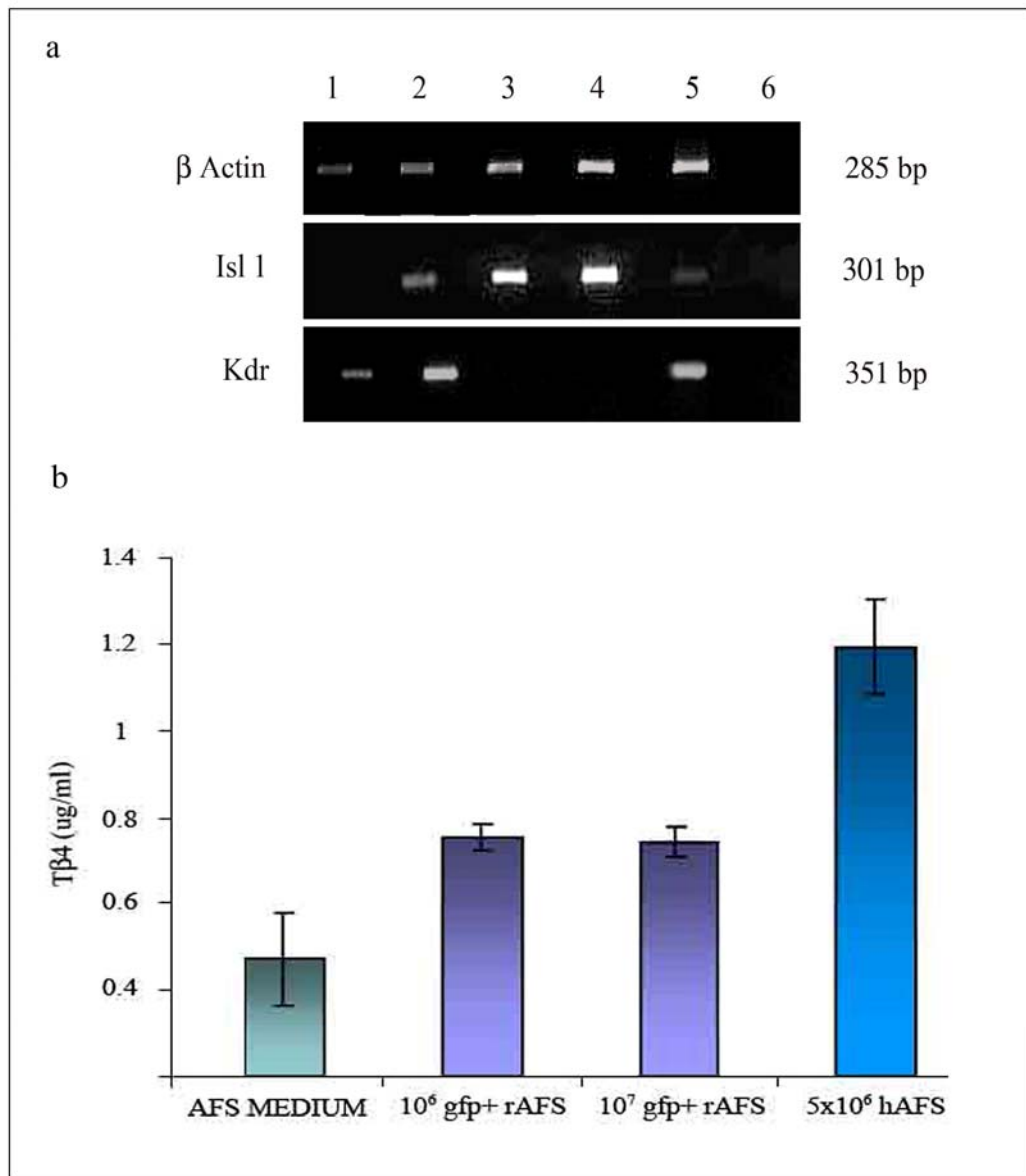 a
1 2 3 4 5 6
β Actin 285 bp
Isl 1 301 bp
Kdr 351 bp
b
1.4
1.2
1
0.8
0.6
0.4
Tβ4 (ug/ml)
AFS MEDIUM 10⁶ gfp+ rAFS 10⁷ gfp+ rAFS 5x10⁶ hAFS